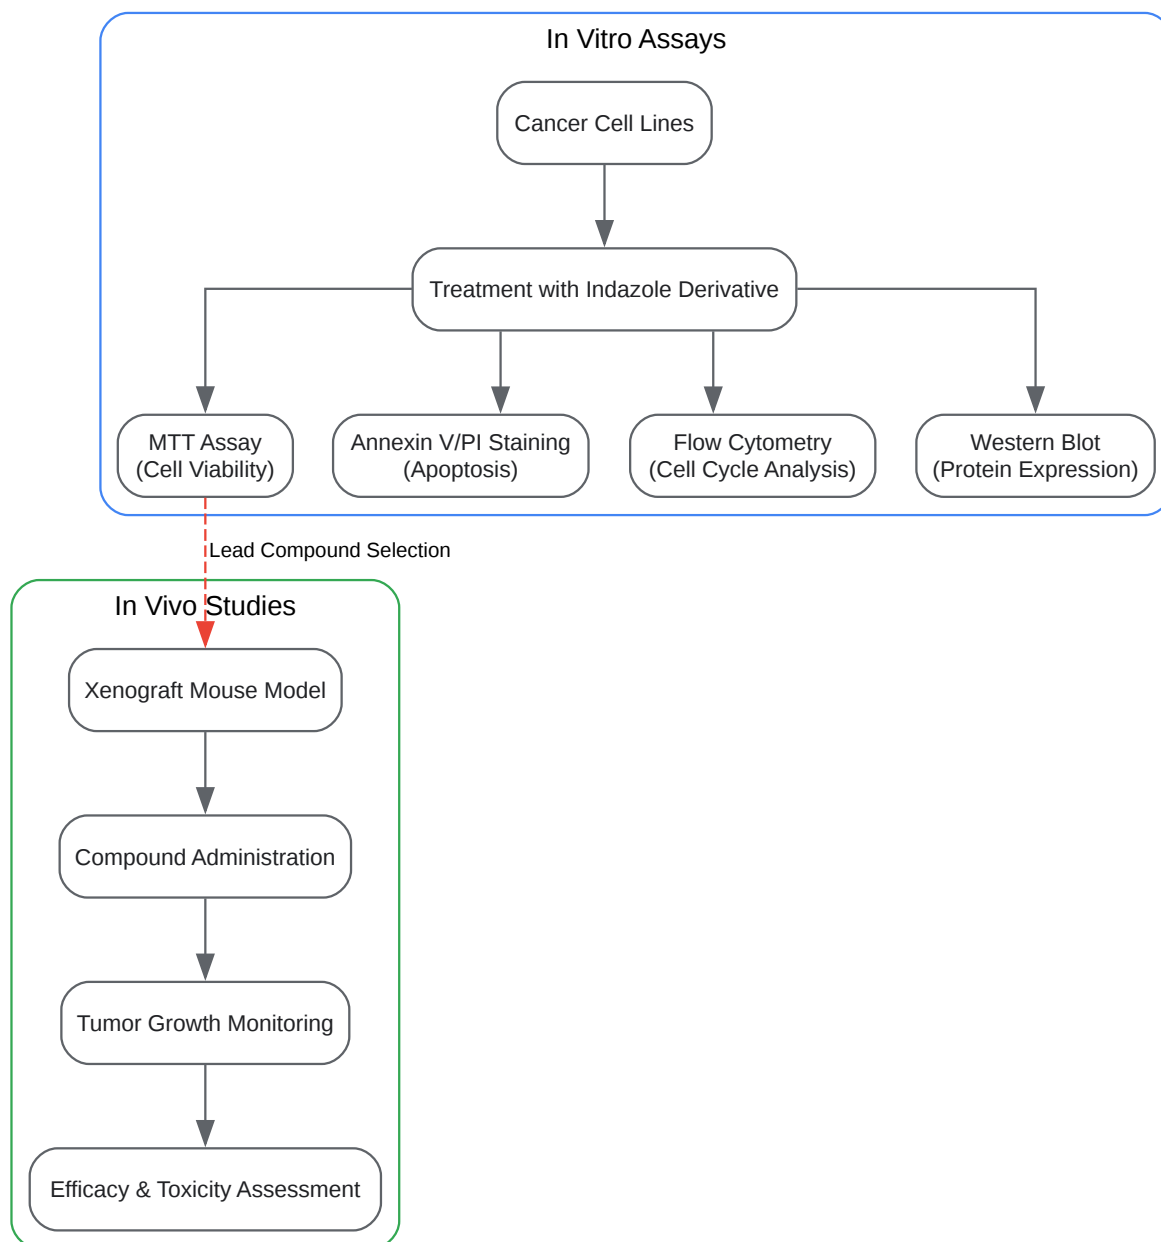 In Vitro Assays
Cancer Cell Lines
Treatment with Indazole Derivative
MTT Assay
(Cell Viability)
Annexin V/PI Staining
(Apoptosis)
Flow Cytometry
(Cell Cycle Analysis)
Western Blot
(Protein Expression)
Lead Compound Selection
In Vivo Studies
Xenograft Mouse Model
Compound Administration
Tumor Growth Monitoring
Efficacy & Toxicity Assessment